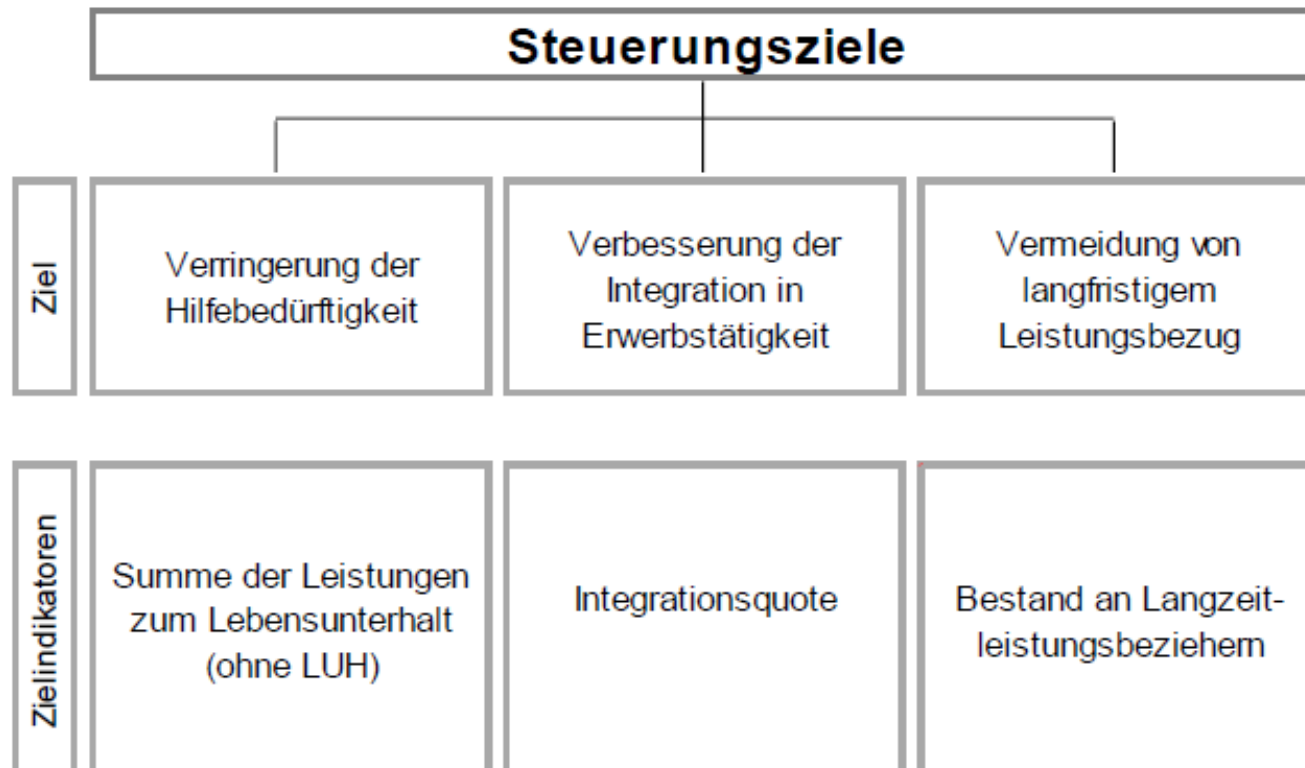 Steuerungsziele
Ziel
Verringerung der
Hilfebedürftigkeit
Verbesserung der
Integration in
Erwerbstätigkeit
Vermeidung von
langfristigem
Leistungsbezug
Zielindikatoren
Summe der Leistungen
zum Lebensunterhalt
(ohne LUH)
Integrationsquote
Bestand an Langzeit-
leistungsbeziehern